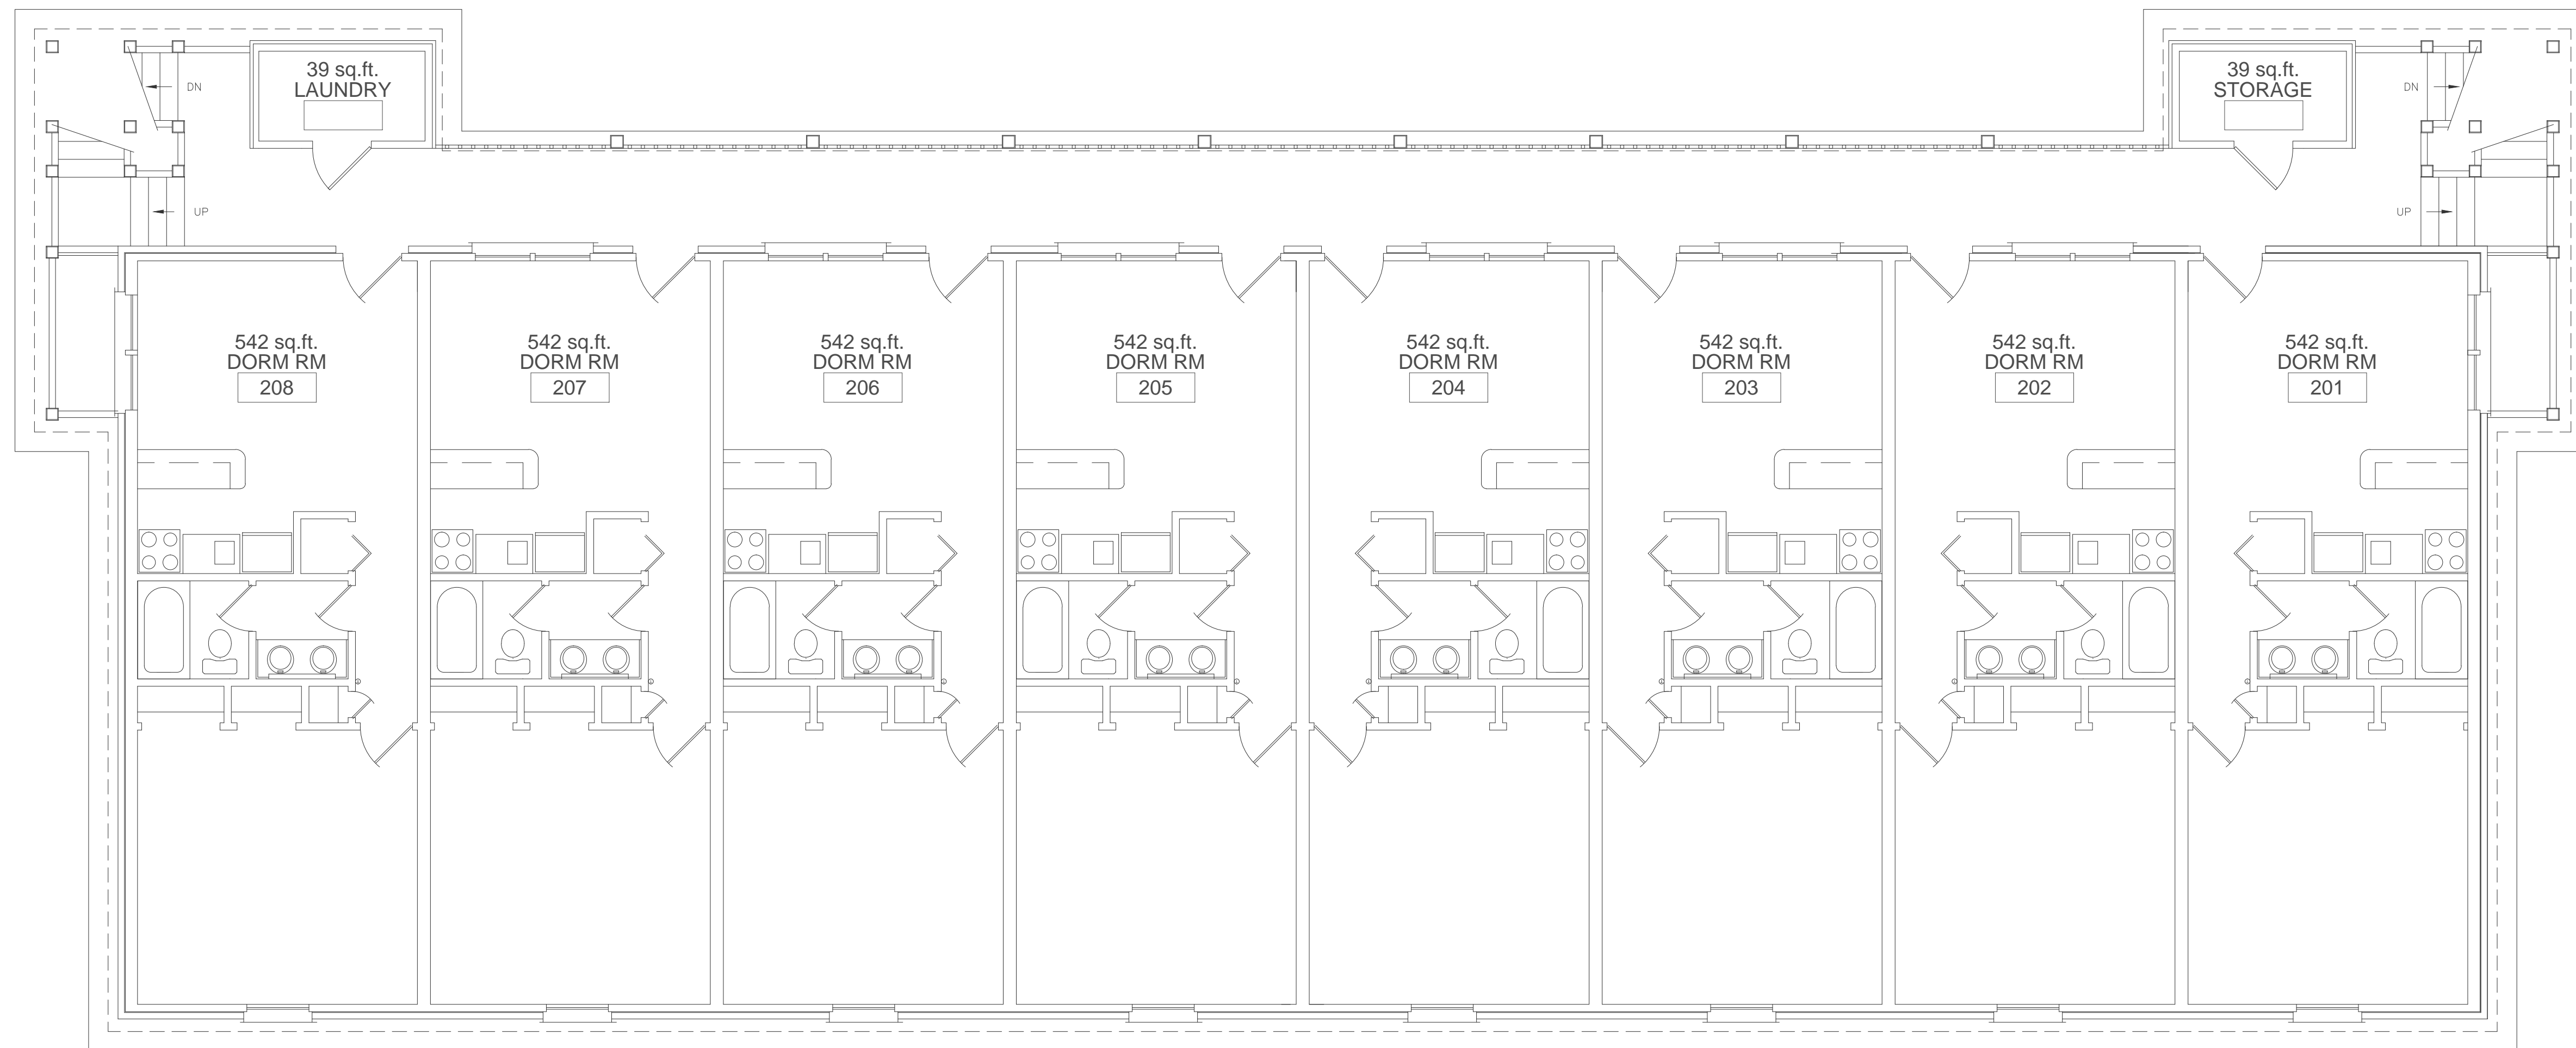 39 sq.ft.
LAUNDRY
39 sq.ft.
STORAGE
DN
DN
UP
UP
542 sq.ft.
DORM RM
208
542 sq.ft.
DORM RM
207
542 sq.ft.
DORM RM
206
542 sq.ft.
DORM RM
205
542 sq.ft.
DORM RM
204
542 sq.ft.
DORM RM
203
542 sq.ft.
DORM RM
202
542 sq.ft.
DORM RM
201